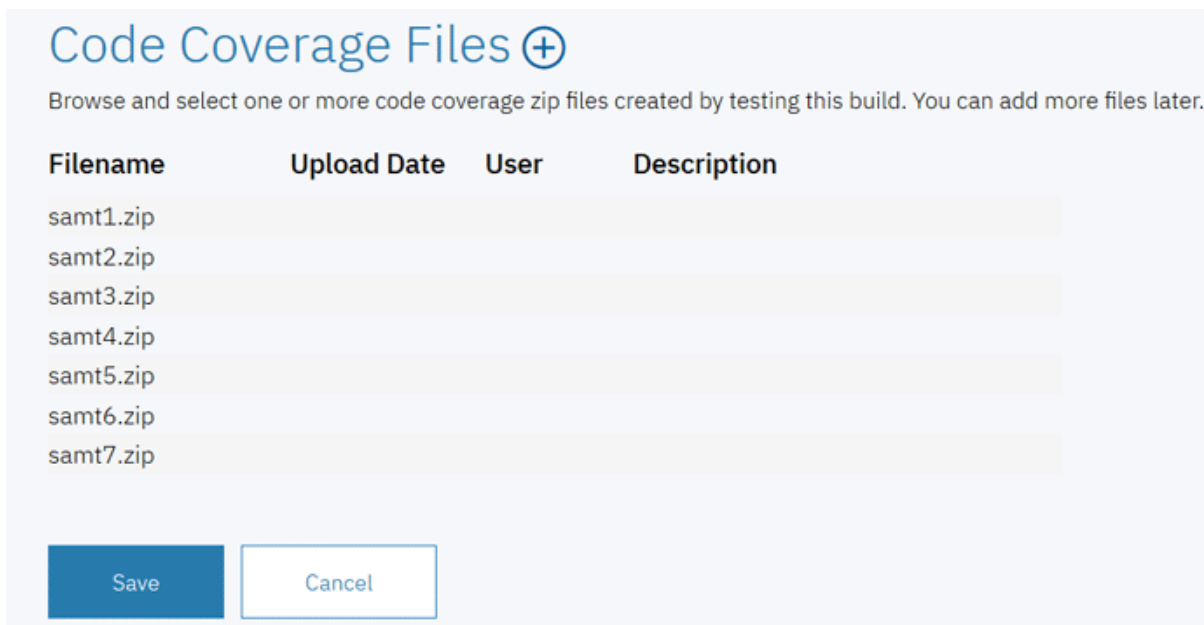 Code Coverage Files
Browse and select one or more code coverage zip files created by testing this build. You can add more files later.
Filename Upload Date User Description
samt1.zip
samt2.zip
samt3.zip
samt4.zip
samt5.zip
samt6.zip
samt7.zip
Save Cancel